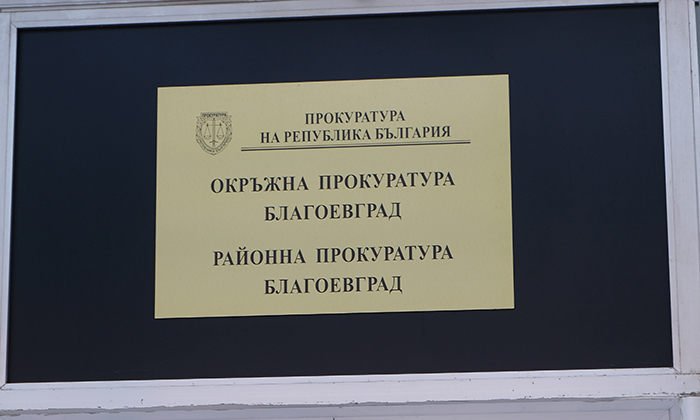 ПРОКУРАТУРА
НА РЕПУБЛИКА БЪЛГАРИЯ
ОКРЪЖНА ПРОКУРАТУРА
БЛАГОЕВГРАД
РАЙОННА ПРОКУРАТУРА
БЛАГОЕВГРАД